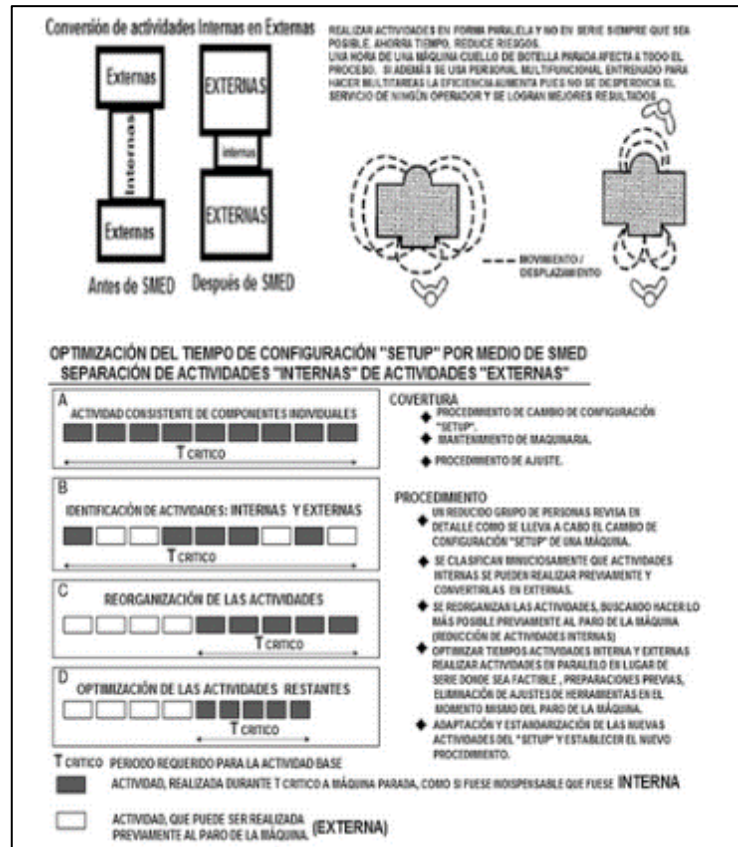 Conversión de actividades Internas en Externas
Externas
Internas
Externas
Antes de SMED
EXTERNAS
internas
EXTERNAS
Después de SMED
REALIZAR ACTIVIDADES EN FORMA PARALELA Y NO EN SERIE SIEMPRE QUE SEA
POSIBLE, AHORRA TIEMPO, REDUCE RIESGOS.
UNA HORA DE UNA MÁQUINA CUELLO DE BOTELLA PARADA AFECTA A TODO EL
PROCESO, SI ADEMÁS SE USA PERSONAL MULTIFUNCIONAL ENTRENADO PARA
HACER MULTITAREAS LA EFICIENCIA AUMENTA PUES NO SE DESPERDICIA EL
SERVICIO DE NINGÚN OPERADOR Y SE LOGRAN MEJORES RESULTADOS
MOVIMIENTO /
DESPLAZAMIENTO
OPTIMIZACIÓN DEL TIEMPO DE CONFIGURACIÓN "SETUP" POR MEDIO DE SMED
SEPARACIÓN DE ACTIVIDADES "INTERNAS" DE ACTIVIDADES "EXTERNAS"
A
ACTIVIDAD CONSISTENTE DE COMPONENTES INDIVIDUALES
T CRITICO
B
IDENTIFICACIÓN DE ACTIVIDADES: INTERNAS Y EXTERNAS
T CRITICO
C
REORGANIZACIÓN DE LAS ACTIVIDADES
T CRITICO
D
OPTIMIZACIÓN DE LAS ACTIVIDADES RESTANTES
T CRITICO
COVERTURA
PROCEDIMIENTO DE CAMBIO DE CONFIGURACIÓN
"SETUP".
MANTENIMIENTO DE MAQUINARIA.
PROCEDIMIENTO DE AJUSTE.
PROCEDIMIENTO
UN REDUCIDO GRUPO DE PERSONAS REVISA EN
DETALLE COMO SE LLEVA A CABO EL CAMBIO DE
CONFIGURACIÓN "SETUP" DE UNA MÁQUINA.
SE CLASIFICAN MINUCIOSAMENTE QUE ACTIVIDADES
INTERNAS SE PUEDEN REALIZAR PREVIAMENTE Y
CONVERTIRLAS EN EXTERNAS.
SE REORGANIZAN LAS ACTIVIDADES, BUSCANDO HACER LO
MÁS POSIBLE PREVIAMENTE AL PARO DE LA MÁQUINA
(REDUCCIÓN DE ACTIVIDADES INTERNAS)
OPTIMIZAR TIEMPOS ACTIVIDADES INTERNA Y EXTERNAS
REALIZAR ACTIVIDADES EN PARALELO EN LUGAR DE
SERIE DONDE SEA FACTIBLE , PREPARACIONES PREVIAS,
ELIMINACIÓN DE AJUSTES DE HERRAMIENTAS EN EL
MOMENTO MISMO DEL PARO DE LA MÁQUINA.
ADAPTACIÓN Y ESTANDARIZACIÓN DE LAS NUEVAS
ACTIVIDADES DEL "SETUP" Y ESTABLECER EL NUEVO
PROCEDIMIENTO.
T CRITICO PERIODO REQUERIDO PARA LA ACTIVIDAD BASE
ACTIVIDAD, REALIZADA DURANTE T CRITICO A MÁQUINA PARADA, COMO SI FUESE INDISPENSABLE QUE FUESE INTERNA
ACTIVIDAD, QUE PUEDE SER REALIZADA
PREVIAMENTE AL PARO DE LA MÁQUINA. (EXTERNA)